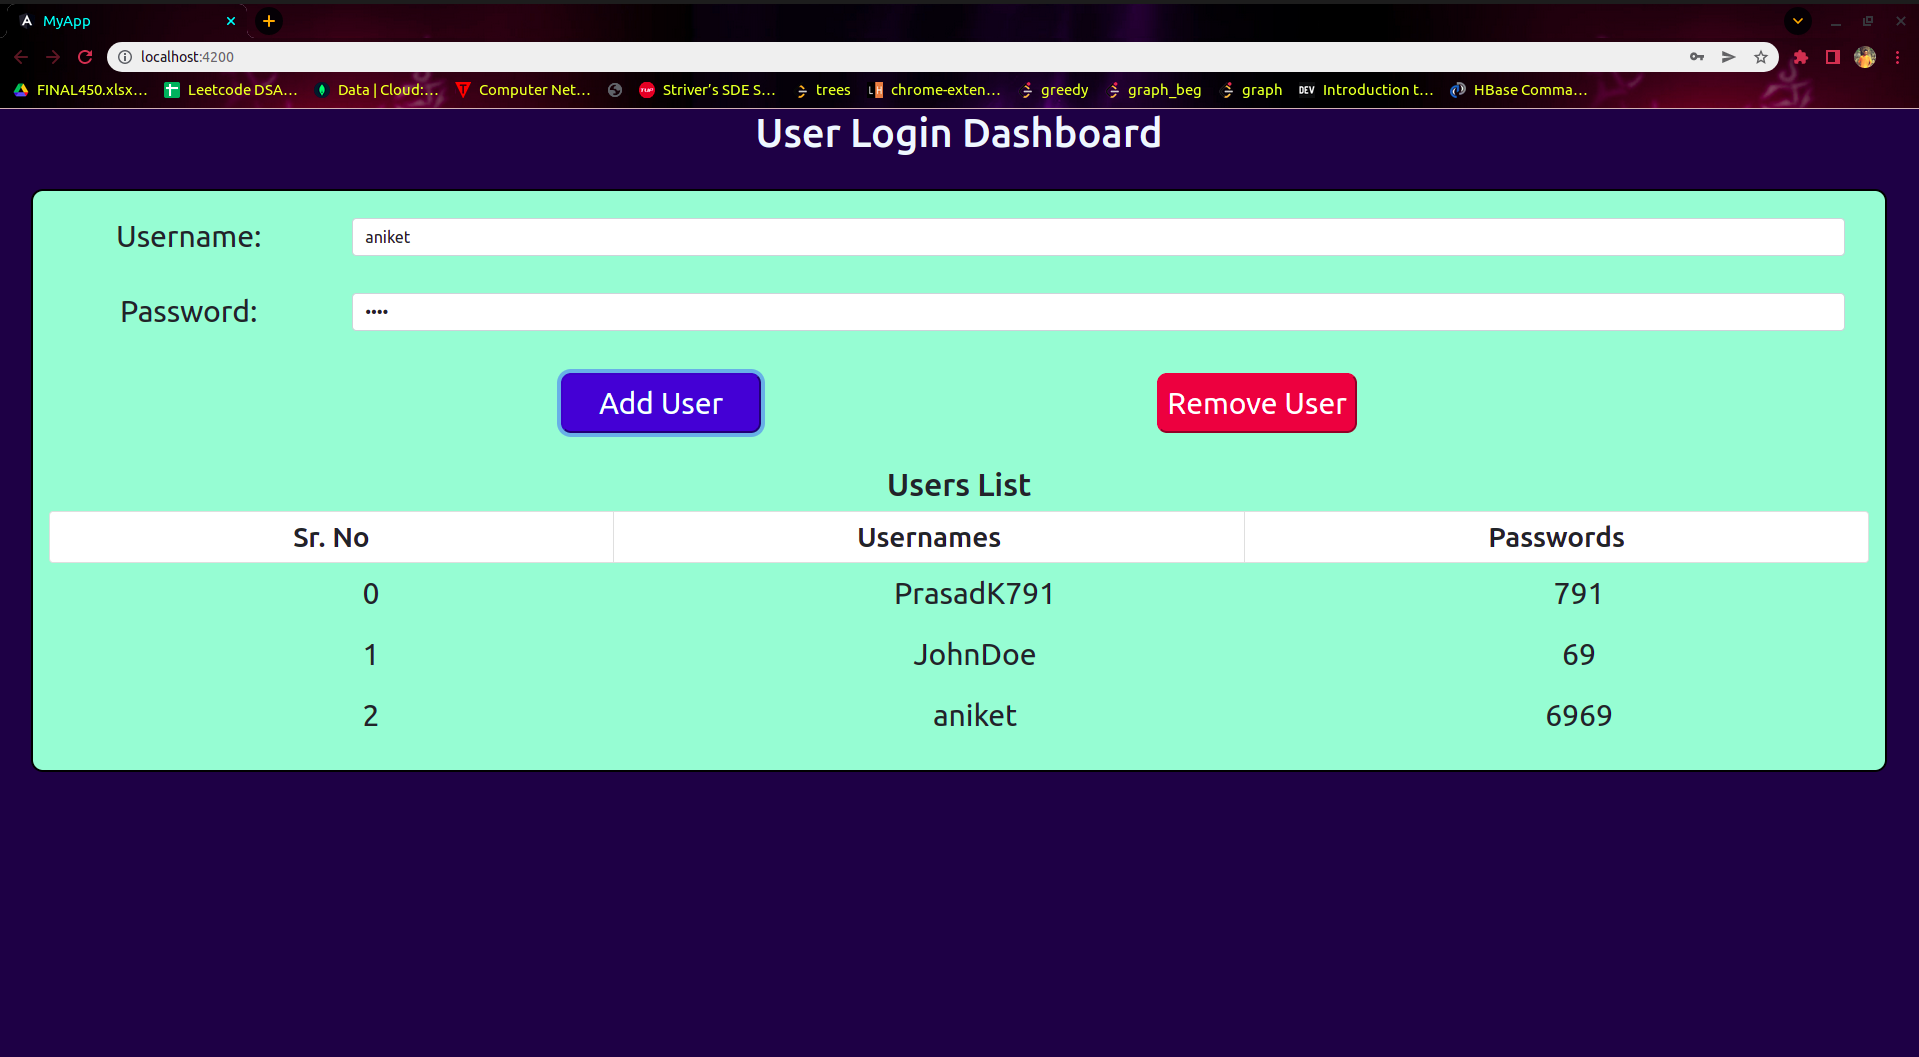 MyApp
localhost:4200
FINAL450.xlsx... Leetcode DSA... Data | Cloud:... Computer Net... Striver's SDE S... trees chrome-exten... greedy graph_beg graph DEV Introduction t... HBase Comma...
User Login Dashboard
Username: aniket
Password: ••••
Add User Remove User
Users List
Sr. No Usernames Passwords
0 PrasadK791 791
1 JohnDoe 69
2 aniket 6969